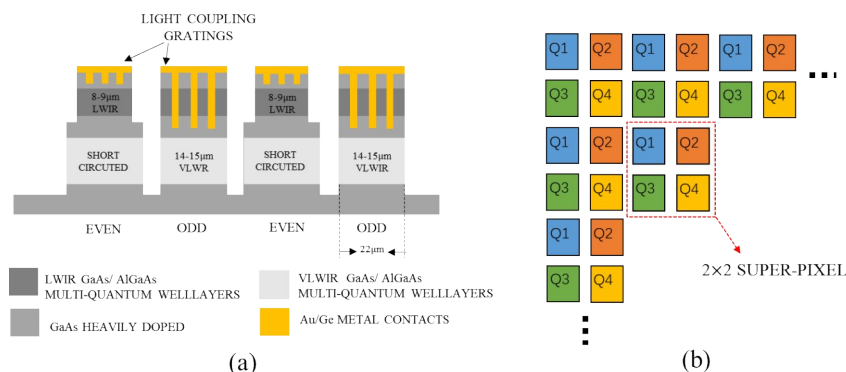 LIGHT COUPLING
GRATINGS
8-9μm
LWIR
8-9μm
LWIR
SHORT
CIRCUTED
14-15μm
VLWR
SHORT
CIRCUTED
14-15μm
VLWIR
EVEN
ODD
EVEN
ODD
22μm
LWIR GaAs/ AlGaAs
MULTI-QUANTUM WELLLAYERS
VLWIR GaAs/ AlGaAs
MULTI-QUANTUM WELLLAYERS
GaAs HEAVILY DOPED
Au/Ge METAL CONTACTS
(a)
Q1 Q2 Q1 Q2 Q1 Q2
Q3 Q4 Q3 Q4 Q3 Q4
Q1 Q2 Q1 Q2
Q3 Q4 Q3 Q4
Q1 Q2
Q3 Q4
2×2 SUPER-PIXEL
(b)